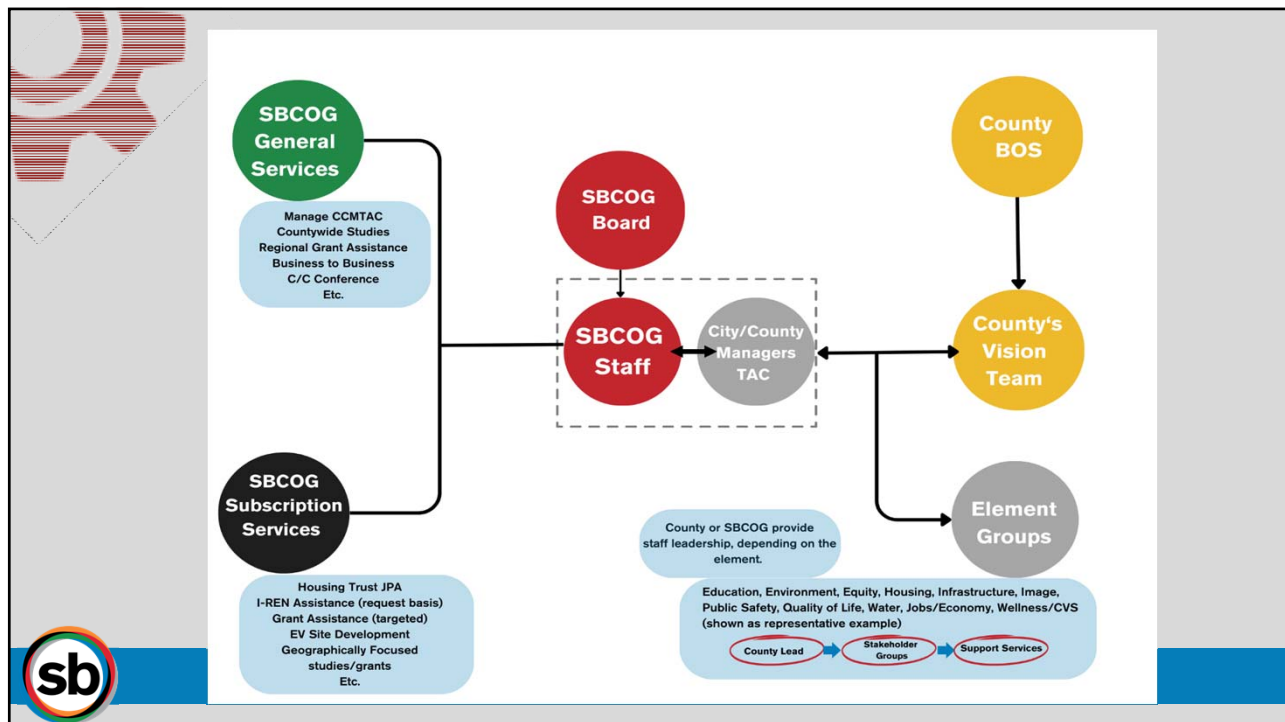 SBCOG
General
Services
Manage CCMTAC
Countywide Studies
Regional Grant Assistance
Business to Business
C/C Conference
Etc.
SBCOG
Board
County
BOS
SBCOG
Staff
City/County
Managers
TAC
County‘s
Vision
Team
SBCOG
Subscription
Services
Housing Trust JPA
I-REN Assistance (request basis)
Grant Assistance (targeted)
EV Site Development
Geographically Focused
studies/grants
Etc.
Element
Groups
County or SBCOG provide
staff leadership, depending on the
element.
Education, Environment, Equity, Housing, Infrastructure, Image,
Public Safety, Quality of Life, Water, Jobs/Economy, Wellness/CVS
(shown as representative example)
County Lead
Stakeholder
Groups
Support Services
sb